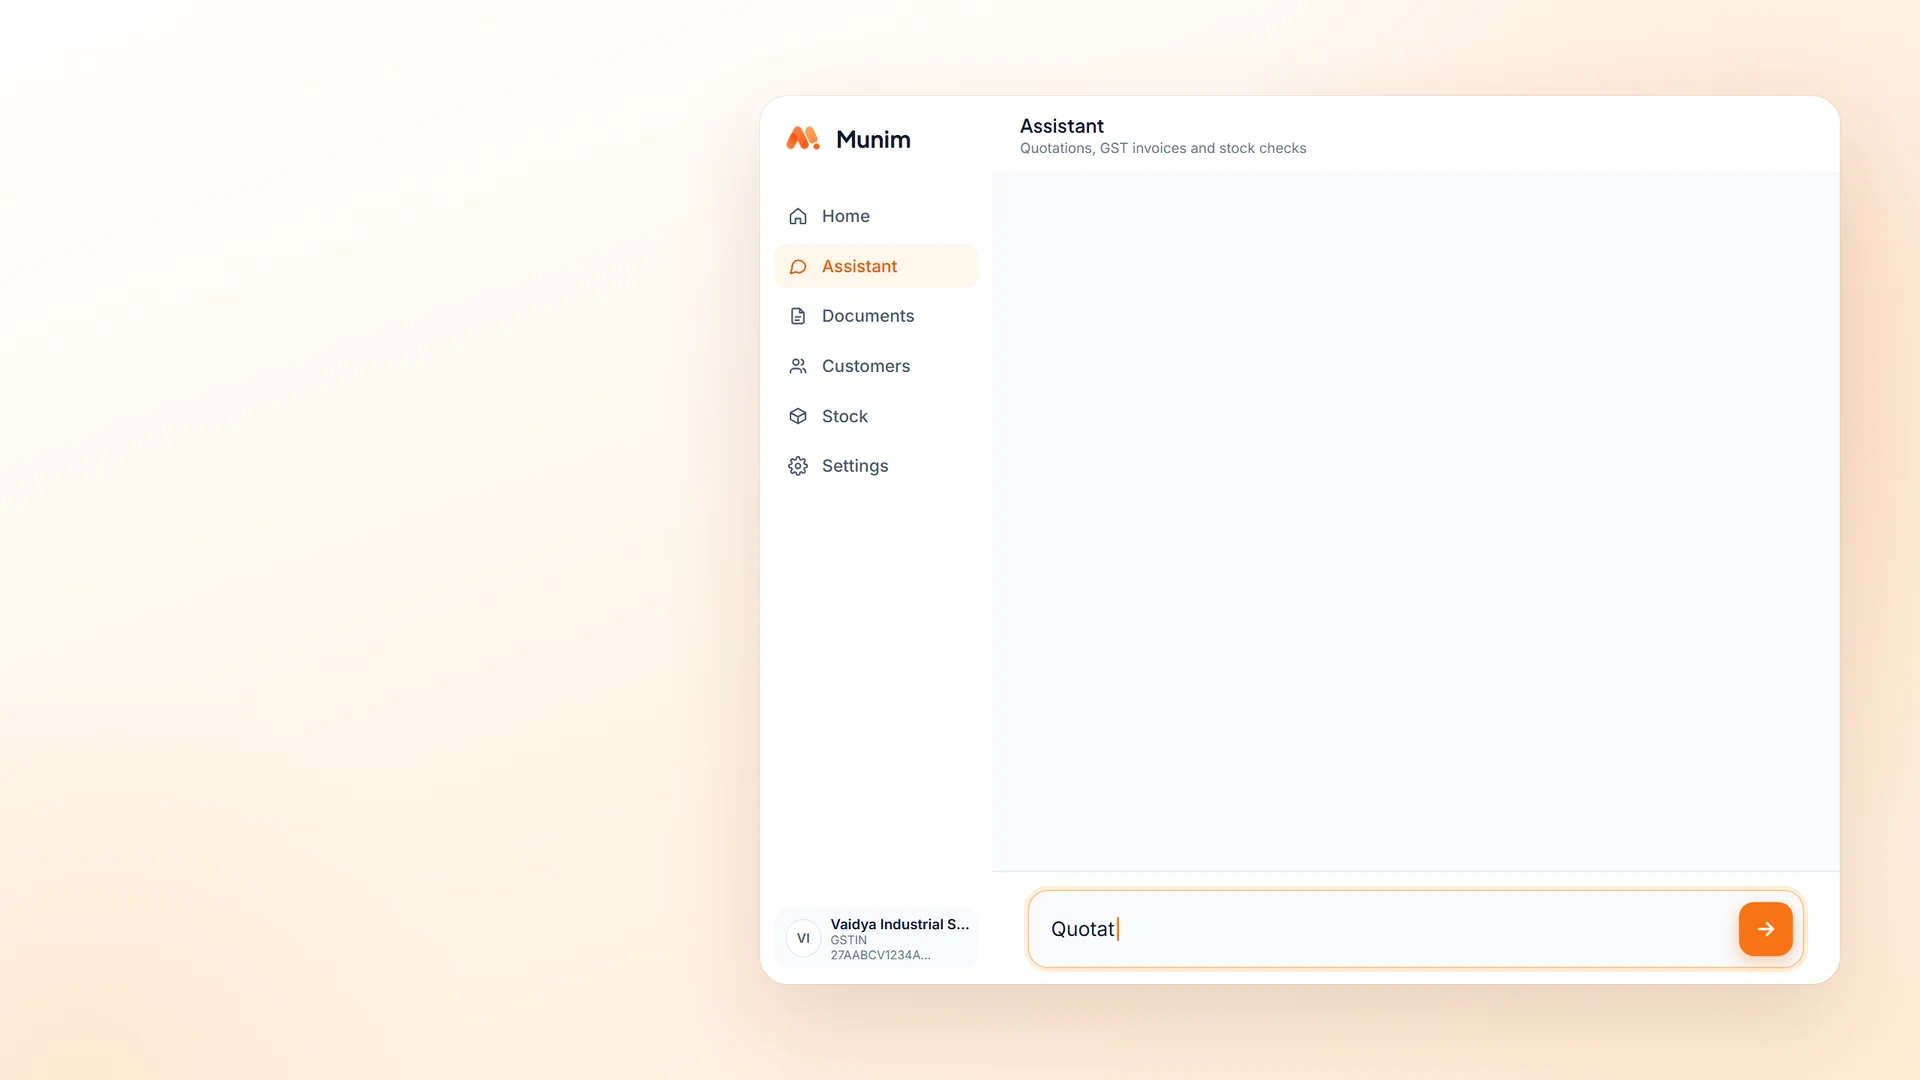 Munim
Home
Assistant
Documents
Customers
Stock
Settings
VI
Vaidya Industrial S...
GSTIN
27AABCV1234A...
Assistant
Quotations, GST invoices and stock checks
Quotat